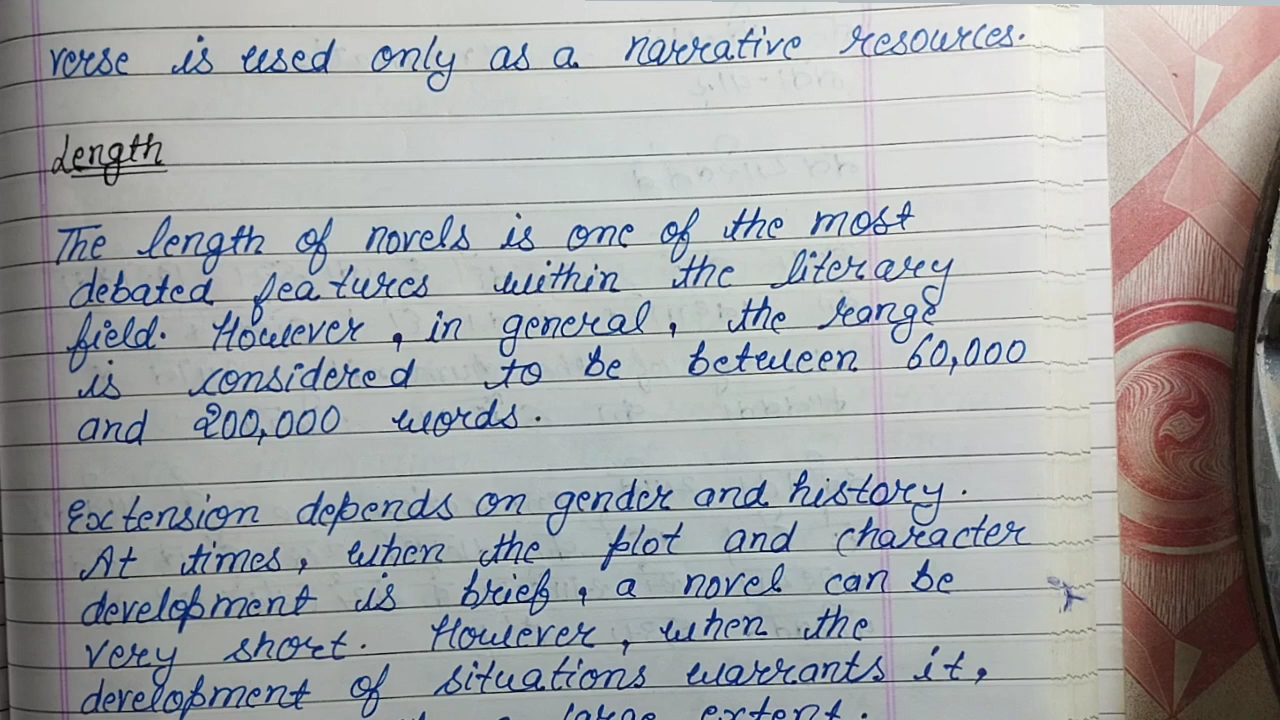 verse is used only as a narrative resources.
Length
The length of novels is one of the most
debated features within the literary
field. However, in general, the range
is considered to be between 60,000
and 200,000 words.
Extension depends on gender and history.
At times, when the plot and character
development is brief, a novel can be
very short. However, when the
development of situations warrants it,
large extent.